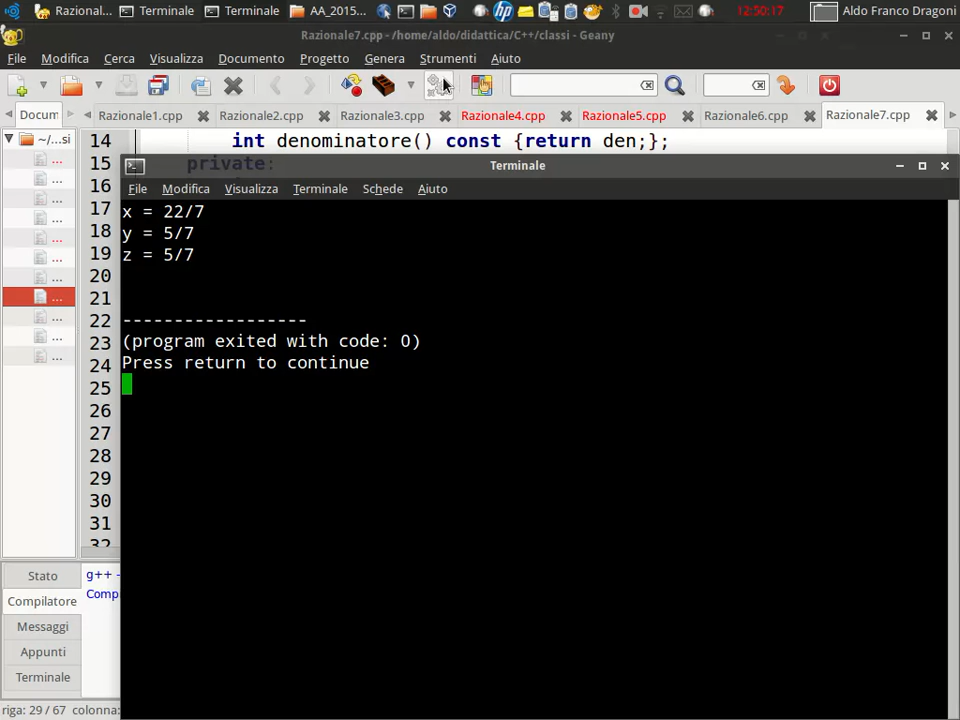 Razional... Terminale Terminale AA_2015... 12:50:17 Aldo Franco Dragoni
Razionale7.cpp - /home/aldo/didattica/C++/classi - Geany
File Modifica Cerca Visualizza Documento Progetto Genera Strumenti Aiuto
Docum Razionale1.cpp Razionale2.cpp Razionale3.cpp Razionale4.cpp Razionale5.cpp Razionale6.cpp Razionale7.cpp
~/...si
...
...
...
...
...
...
...
...
...
...
14 int denominatore() const {return den;};
15 private:
16
17
18
19
20
21
22
23
24
25
26
27
28
29
30
31
32
Terminale
File Modifica Visualizza Terminale Schede Aiuto
x = 22/7
y = 5/7
z = 5/7
------------------
(program exited with code: 0)
Press return to continue
Stato
Compilatore
Messaggi
Appunti
Terminale
g++ -
Comp
riga: 29 / 67 colonna: